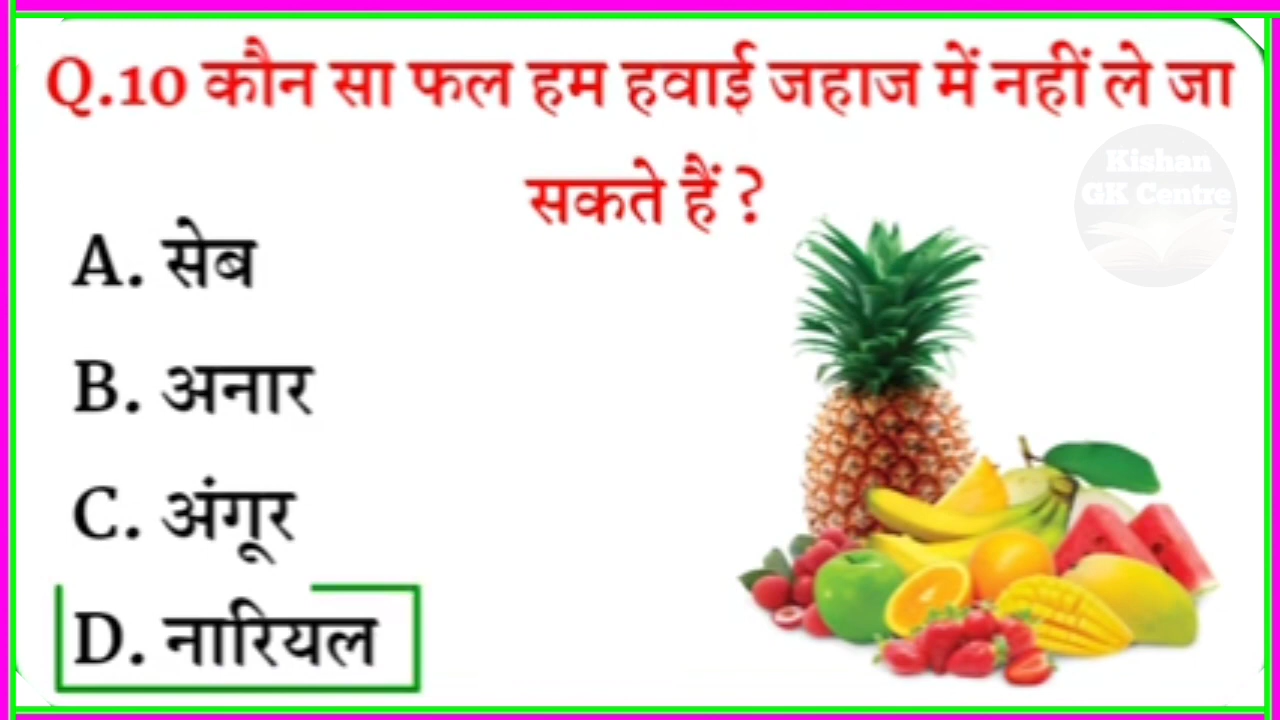 Q.10 कौन सा फल हम हवाई जहाज में नहीं ले जा
सकते हैं ?
Kishan
GK Centre
A. सेब
B. अनार
C. अंगूर
D. नारियल